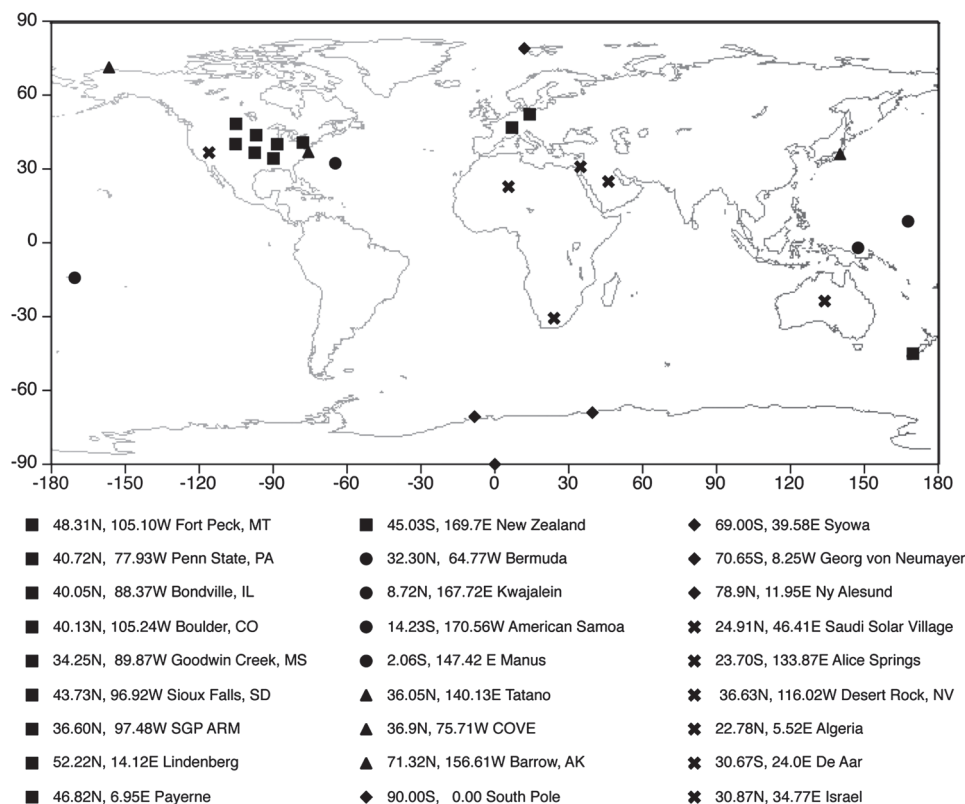 90
60
30
0
-30
-60
-90
-180 -150 -120 -90 -60 -30 0 30 60 90 120 150 180
48.31N, 105.10W Fort Peck, MT
40.72N, 77.93W Penn State, PA
40.05N, 88.37W Bondville, IL
40.13N, 105.24W Boulder, CO
34.25N, 89.87W Goodwin Creek, MS
43.73N, 96.92W Sioux Falls, SD
36.60N, 97.48W SGP ARM
52.22N, 14.12E Lindenberg
46.82N, 6.95E Payerne
45.03S, 169.7E New Zealand
32.30N, 64.77W Bermuda
8.72N, 167.72E Kwajalein
14.23S, 170.56W American Samoa
2.06S, 147.42 E Manus
36.05N, 140.13E Tatano
36.9N, 75.71W COVE
71.32N, 156.61W Barrow, AK
90.00S, 0.00 South Pole
69.00S, 39.58E Syowa
70.65S, 8.25W Georg von Neumayer
78.9N, 11.95E Ny Alesund
24.91N, 46.41E Saudi Solar Village
23.70S, 133.87E Alice Springs
36.63N, 116.02W Desert Rock, NV
22.78N, 5.52E Algeria
30.67S, 24.0E De Aar
30.87N, 34.77E Israel